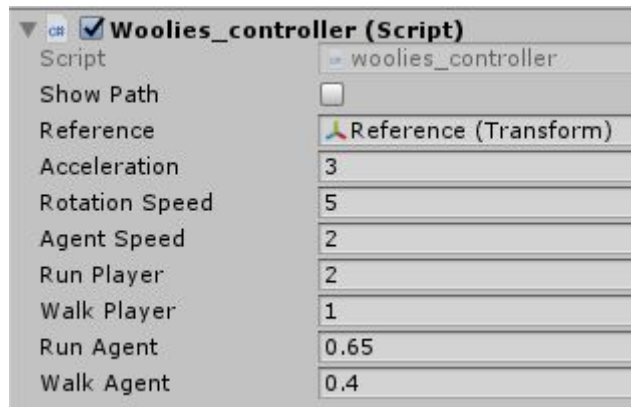 Woolies_controller (Script)
Script woolies_controller
Show Path
Reference Reference (Transform)
Acceleration 3
Rotation Speed 5
Agent Speed 2
Run Player 2
Walk Player 1
Run Agent 0.65
Walk Agent 0.4